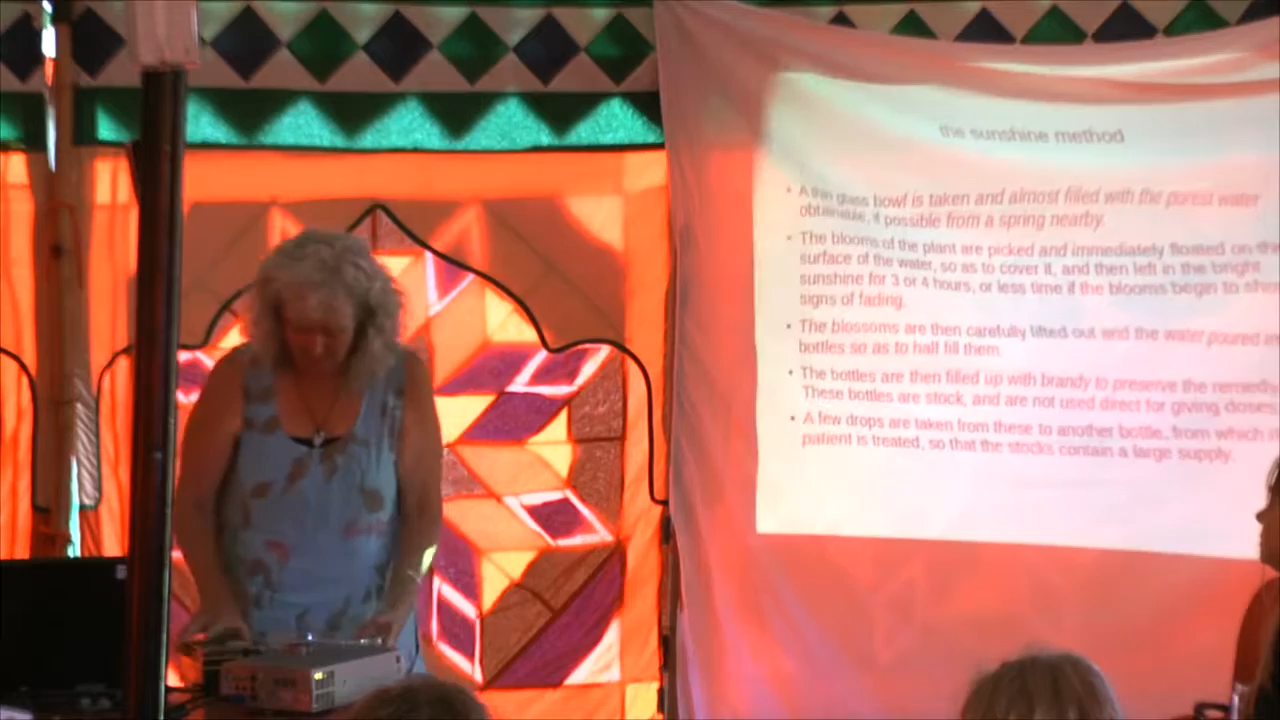 the sunshine method
• A thin glass bowl is taken and almost filled with the purest water
obtainable, if possible from a spring nearby.
• The blooms of the plant are picked and immediately floated on the
surface of the water, so as to cover it, and then left in the bright
sunshine for 3 or 4 hours, or less time if the blooms begin to
signs of fading.
• The blossoms are then carefully lifted out and the water poured
bottles so as to half fill them.
• The bottles are then filled up with brandy to preserve the remedy
These bottles are stock, and are not used direct for giving doses
• A few drops are taken from these to another bottle, from which
patient is treated, so that the stocks contain a large supply.